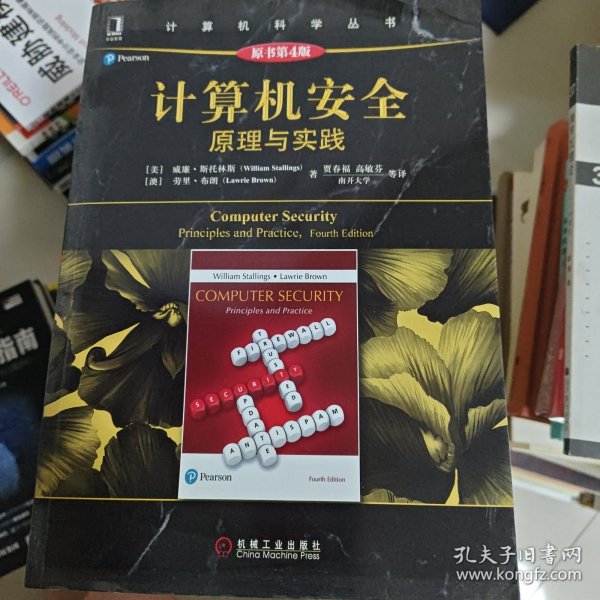 计算机科学丛书
原书第4版
Pearson
计算机安全
原理与实践
[美] 威廉·斯托林斯 (William Stallings)
[澳] 劳里·布朗 (Lawrie Brown)
著
贾春福 高敏芬
南开大学
等译
Computer Security
Principles and Practice, Fourth Edition
William Stallings • Lawrie Brown
COMPUTER SECURITY
Principles and Practice
FIREWALL
TRUSTED
SECURITY
UPDATE
ANTISPAM
Pearson
Fourth Edition
机械工业出版社
China Machine Press
威胁建
指南
孔夫子旧书网
www.kongfz.com